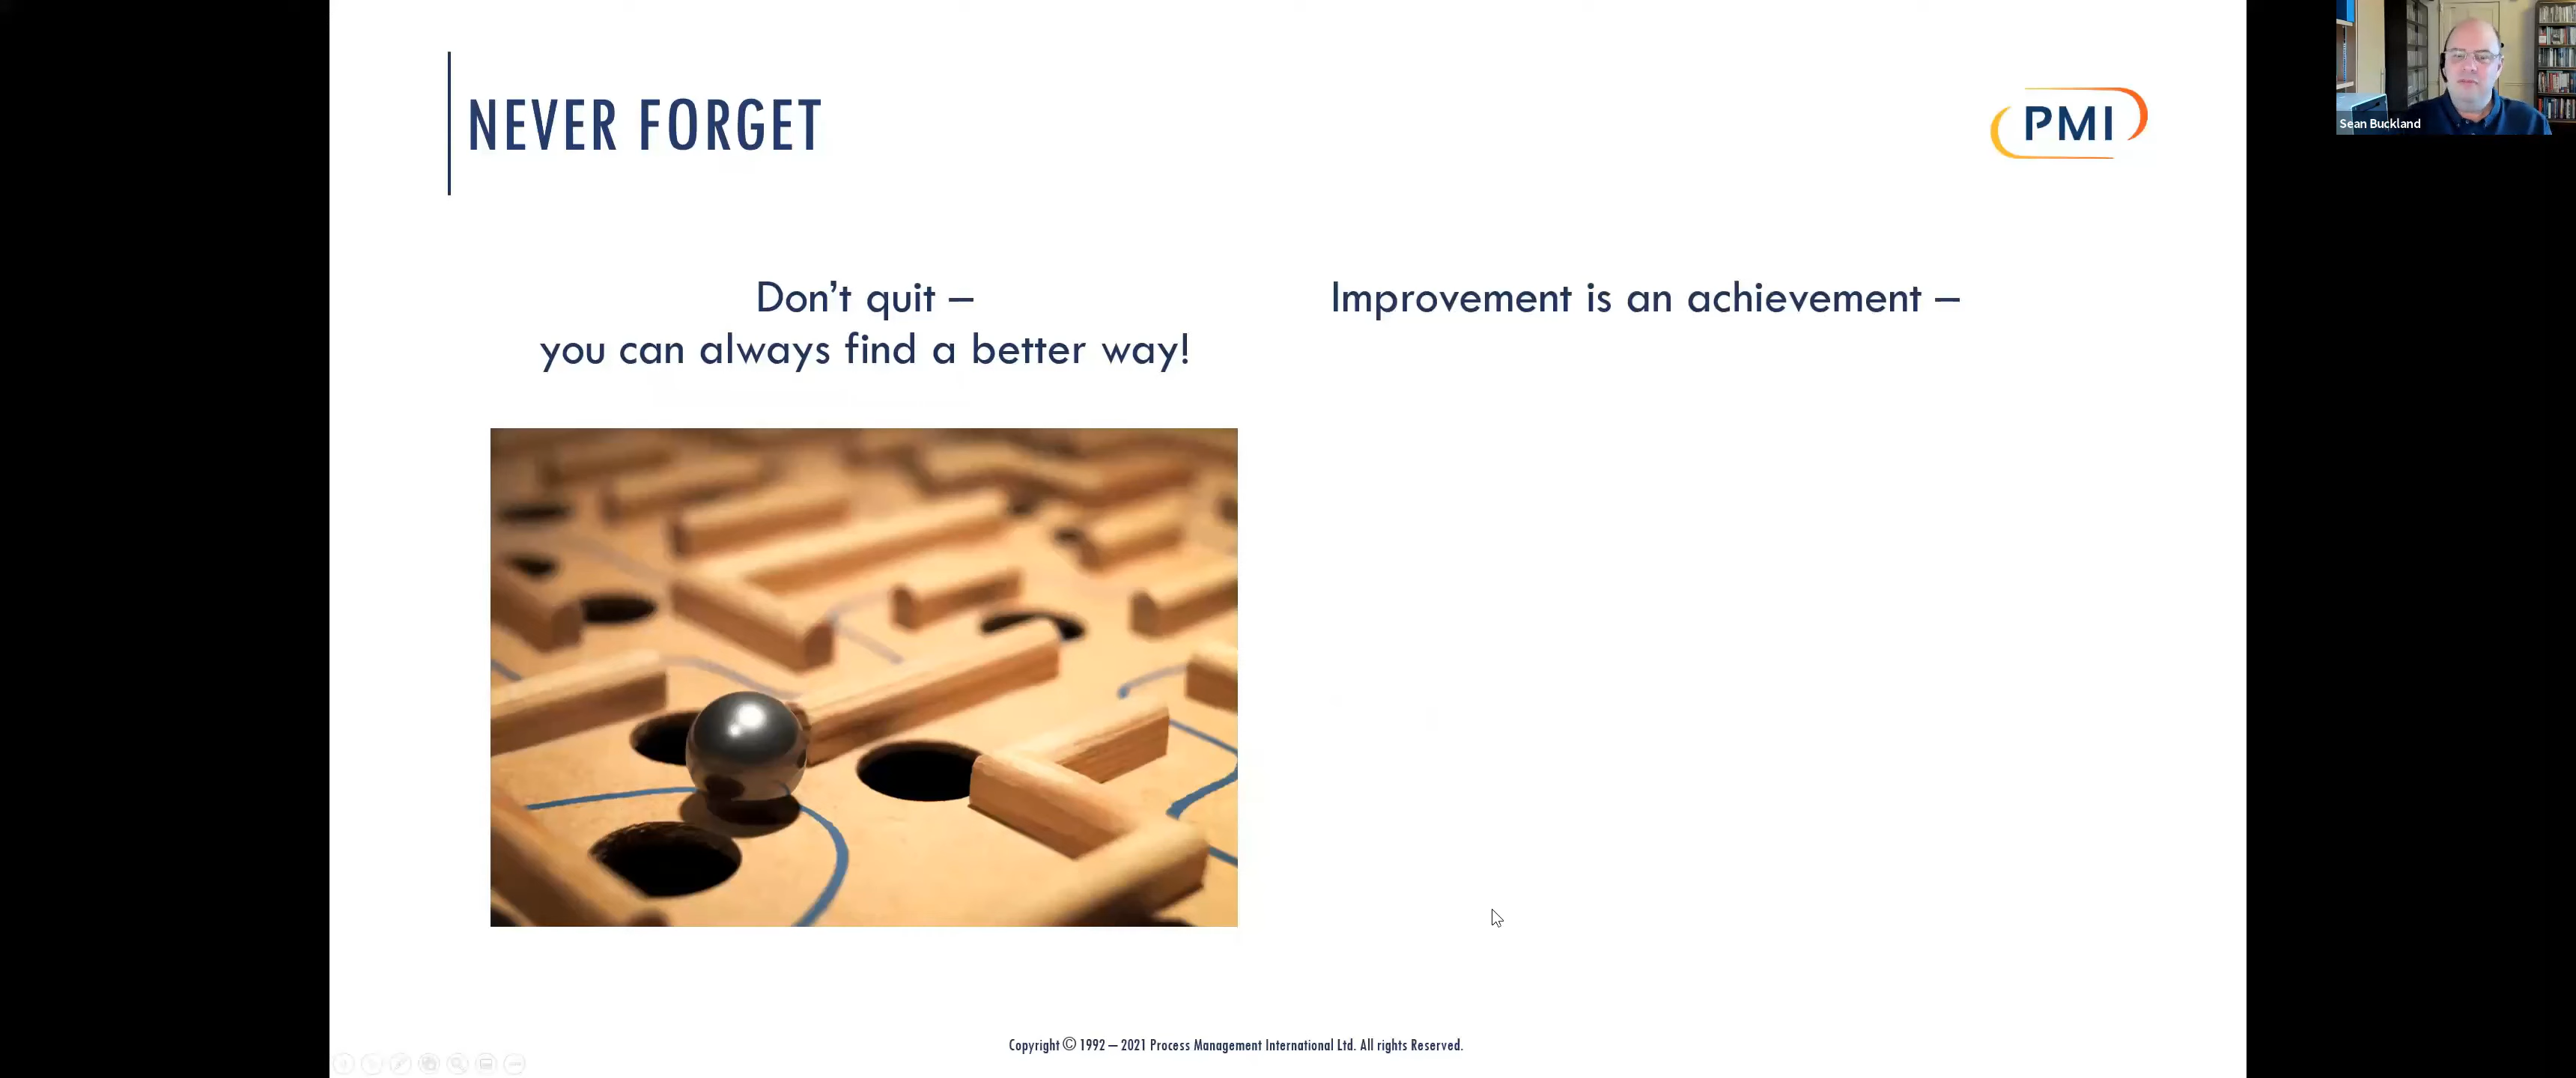 NEVER FORGET
PMI
Sean Buckland
Don’t quit –
you can always find a better way!
Improvement is an achievement –
Copyright © 1992 – 2021 Process Management International Ltd. All rights Reserved.